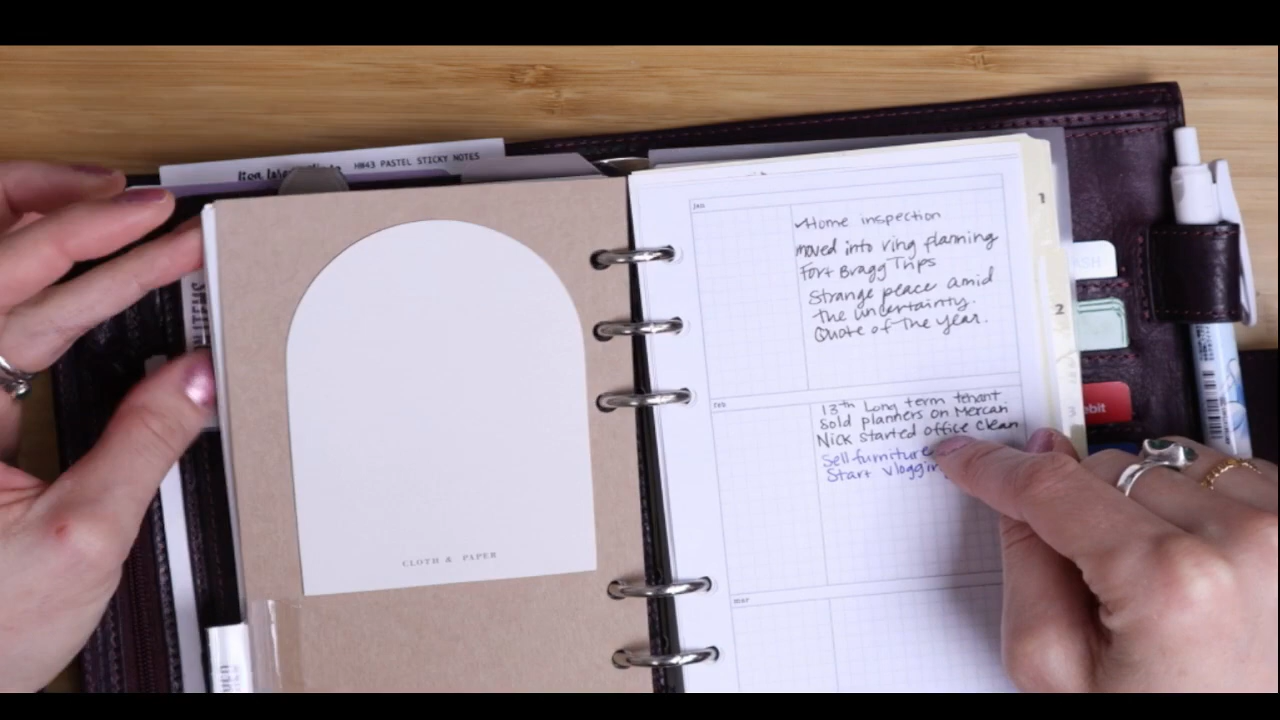 HW43 PASTEL STICKY NOTES
CLOTH & PAPER
1
2
3
jan
✓Home inspection
moved into ring planning
Fort Bragg Trips
Strange peace amid
the uncertainty.
Quote of the year.
feb
13th Long term tenant
Sold planners on Mercari
Nick started office clean
Sell furniture
Start vlogging
mar